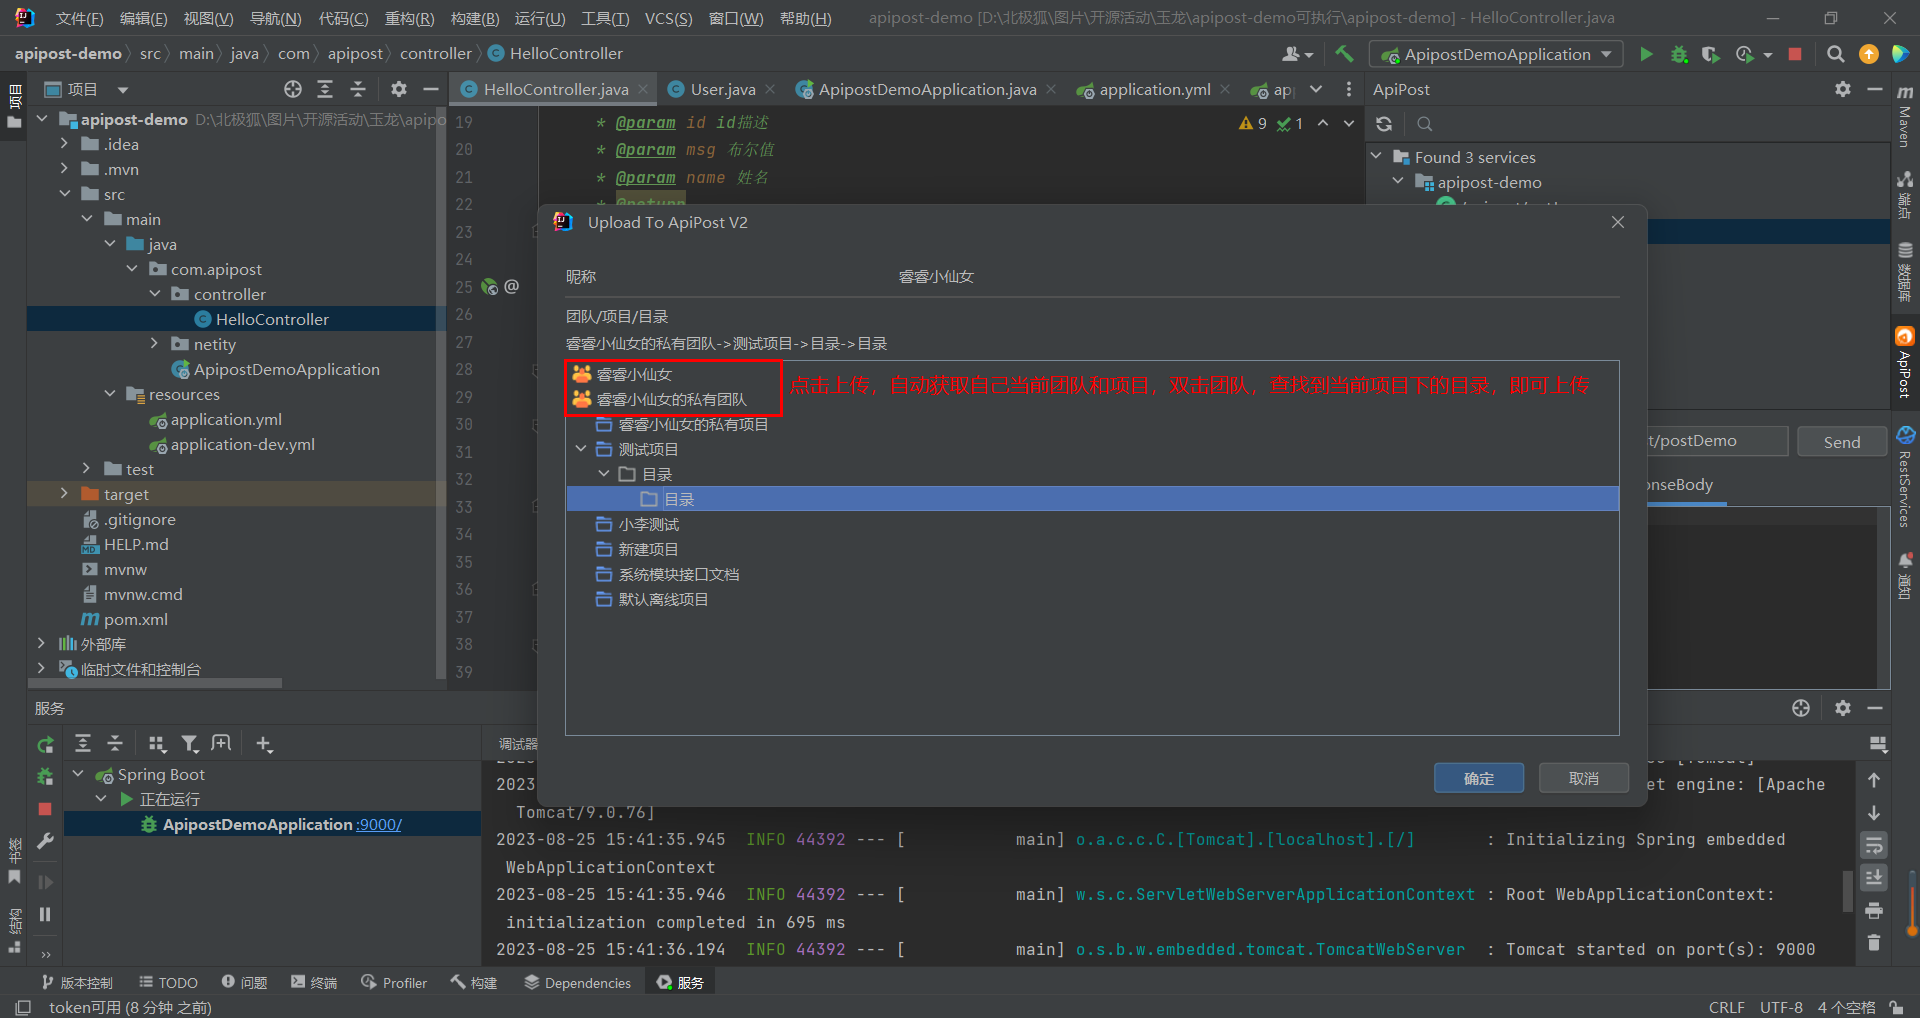 文件(F) 编辑(E) 视图(V) 导航(N) 代码(C) 重构(R) 构建(B) 运行(U) 工具(T) VCS(S) 窗口(W) 帮助(H) apipost-demo [D:\北极狐\图片\开源活动\玉龙\apipost-demo可执行\apipost-demo] - HelloController.java
apipost-demo src main java com apipost controller HelloController
ApipostDemoApplication
项目
HelloController.java User.java ApipostDemoApplication.java application.yml ap
ApiPost
apipost-demo D:\北极狐\图片\开源活动\玉龙\apipo
.idea
.mvn
src
main
java
com.apipost
controller
HelloController
netity
ApipostDemoApplication
resources
application.yml
application-dev.yml
test
target
.gitignore
HELP.md
mvnw
mvnw.cmd
pom.xml
外部库
临时文件和控制台
项目
19 * @param id id描述
20 * @param msg 布尔值
21 * @param name 姓名
22 * @return
23
24
25 @
26
27
28
29
30
31
32
33
34
35
36
37
38
39
9 1
Found 3 services
apipost-demo
Upload To ApiPost V2
昵称 睿睿小仙女
团队/项目/目录
睿睿小仙女的私有团队->测试项目->目录->目录
睿睿小仙女
睿睿小仙女的私有团队
点击上传，自动获取自己当前团队和项目，双击团队，查找到当前项目下的目录，即可上传
睿睿小仙女的私有项目
测试项目
目录
目录
小李测试
新建项目
系统模块接口文档
默认离线项目
确定 取消
t/postDemo Send
onseBody
Maven
端点
数据库
ApiPost
RestServices
通知
服务
调试器
Spring Boot
正在运行
ApipostDemoApplication :9000/
书签
结构
2023 et engine: [Apache
Tomcat/9.0.76]
2023-08-25 15:41:35.945 INFO 44392 --- [ main] o.a.c.c.C.[Tomcat].[localhost].[/] : Initializing Spring embedded
WebApplicationContext
2023-08-25 15:41:35.946 INFO 44392 --- [ main] w.s.c.ServletWebServerApplicationContext : Root WebApplicationContext:
initialization completed in 695 ms
2023-08-25 15:41:36.194 INFO 44392 --- [ main] o.s.b.w.embedded.tomcat.TomcatWebServer : Tomcat started on port(s): 9000
版本控制 TODO 问题 终端 Profiler 构建 Dependencies 服务
token可用 (8 分钟 之前) CRLF UTF-8 4 个空格